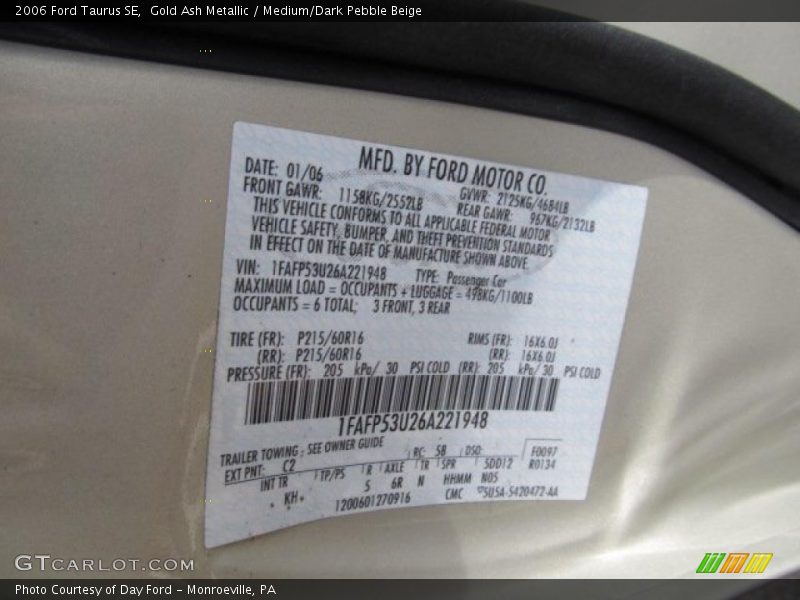 2006 Ford Taurus SE, Gold Ash Metallic / Medium/Dark Pebble Beige
MFD. BY FORD MOTOR CO.
DATE: 01/06 GVWR: 2125KG/4684LB
FRONT GAWR: 1158KG/2552LB REAR GAWR: 967KG/2132LB
THIS VEHICLE CONFORMS TO ALL APPLICABLE FEDERAL MOTOR
VEHICLE SAFETY, BUMPER, AND THEFT PREVENTION STANDARDS
IN EFFECT ON THE DATE OF MANUFACTURE SHOWN ABOVE
VIN: 1FAFP53U26A221948 TYPE: Passenger Car
MAXIMUM LOAD = OCCUPANTS + LUGGAGE = 498KG/1100LB
OCCUPANTS = 6 TOTAL; 3 FRONT, 3 REAR
TIRE (FR): P215/60R16 RIMS (FR): 16X6.0J
(RR): P215/60R16 (RR): 16X6.0J
PRESSURE (FR): 205 kPa/ 30 PSI COLD (RR): 205 kPa/ 30 PSI COLD
1FAFP53U26A221948
TRAILER TOWING: SEE OWNER GUIDE RC: 5B DSO: F0097
EXT PNT: C2 5DD12 R0134
INT TR TP/PS R AXLE TR SPR HHMM N05
KH 5 6R N CMC 5U5A-5420472-AA
1200601270916
GTCARLOT.COM
Photo Courtesy of Day Ford - Monroeville, PA